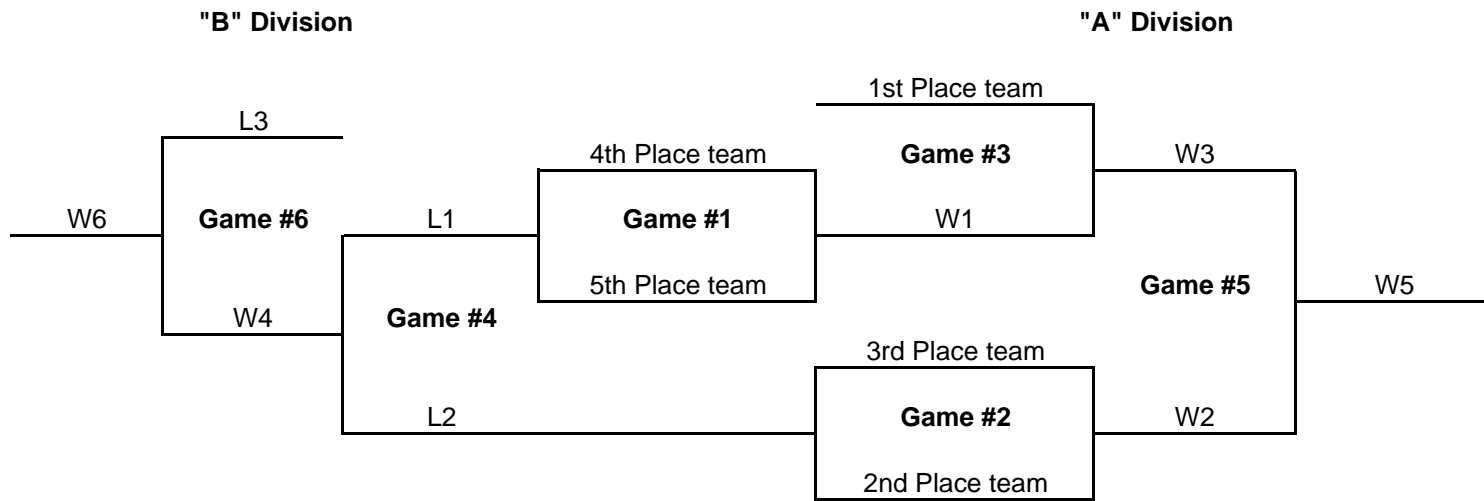 "B" Division
"A" Division
1st Place team
L3
4th Place team
Game #3
W3
W6
Game #6
L1
Game #1
W1
5th Place team
Game #5
W5
W4
Game #4
3rd Place team
L2
Game #2
W2
2nd Place team